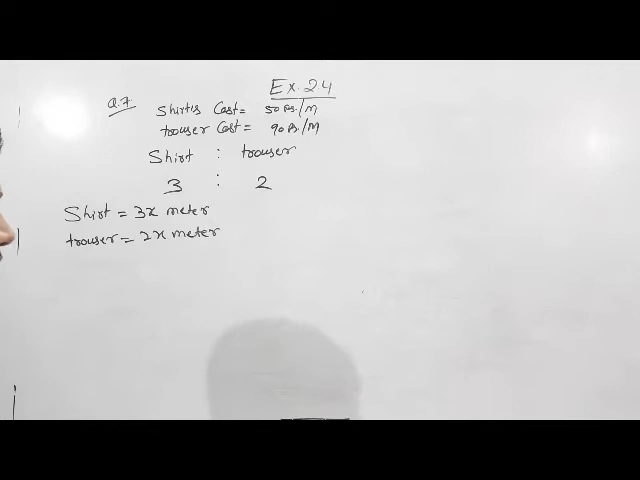 Ex. 2.4
Q.7. Shirtis Cost = 50 Rs./M
trouser Cost = 90 Rs./M
Shirt : trouser
3 : 2
Shirt = 3x meter
trouser = 2x meter